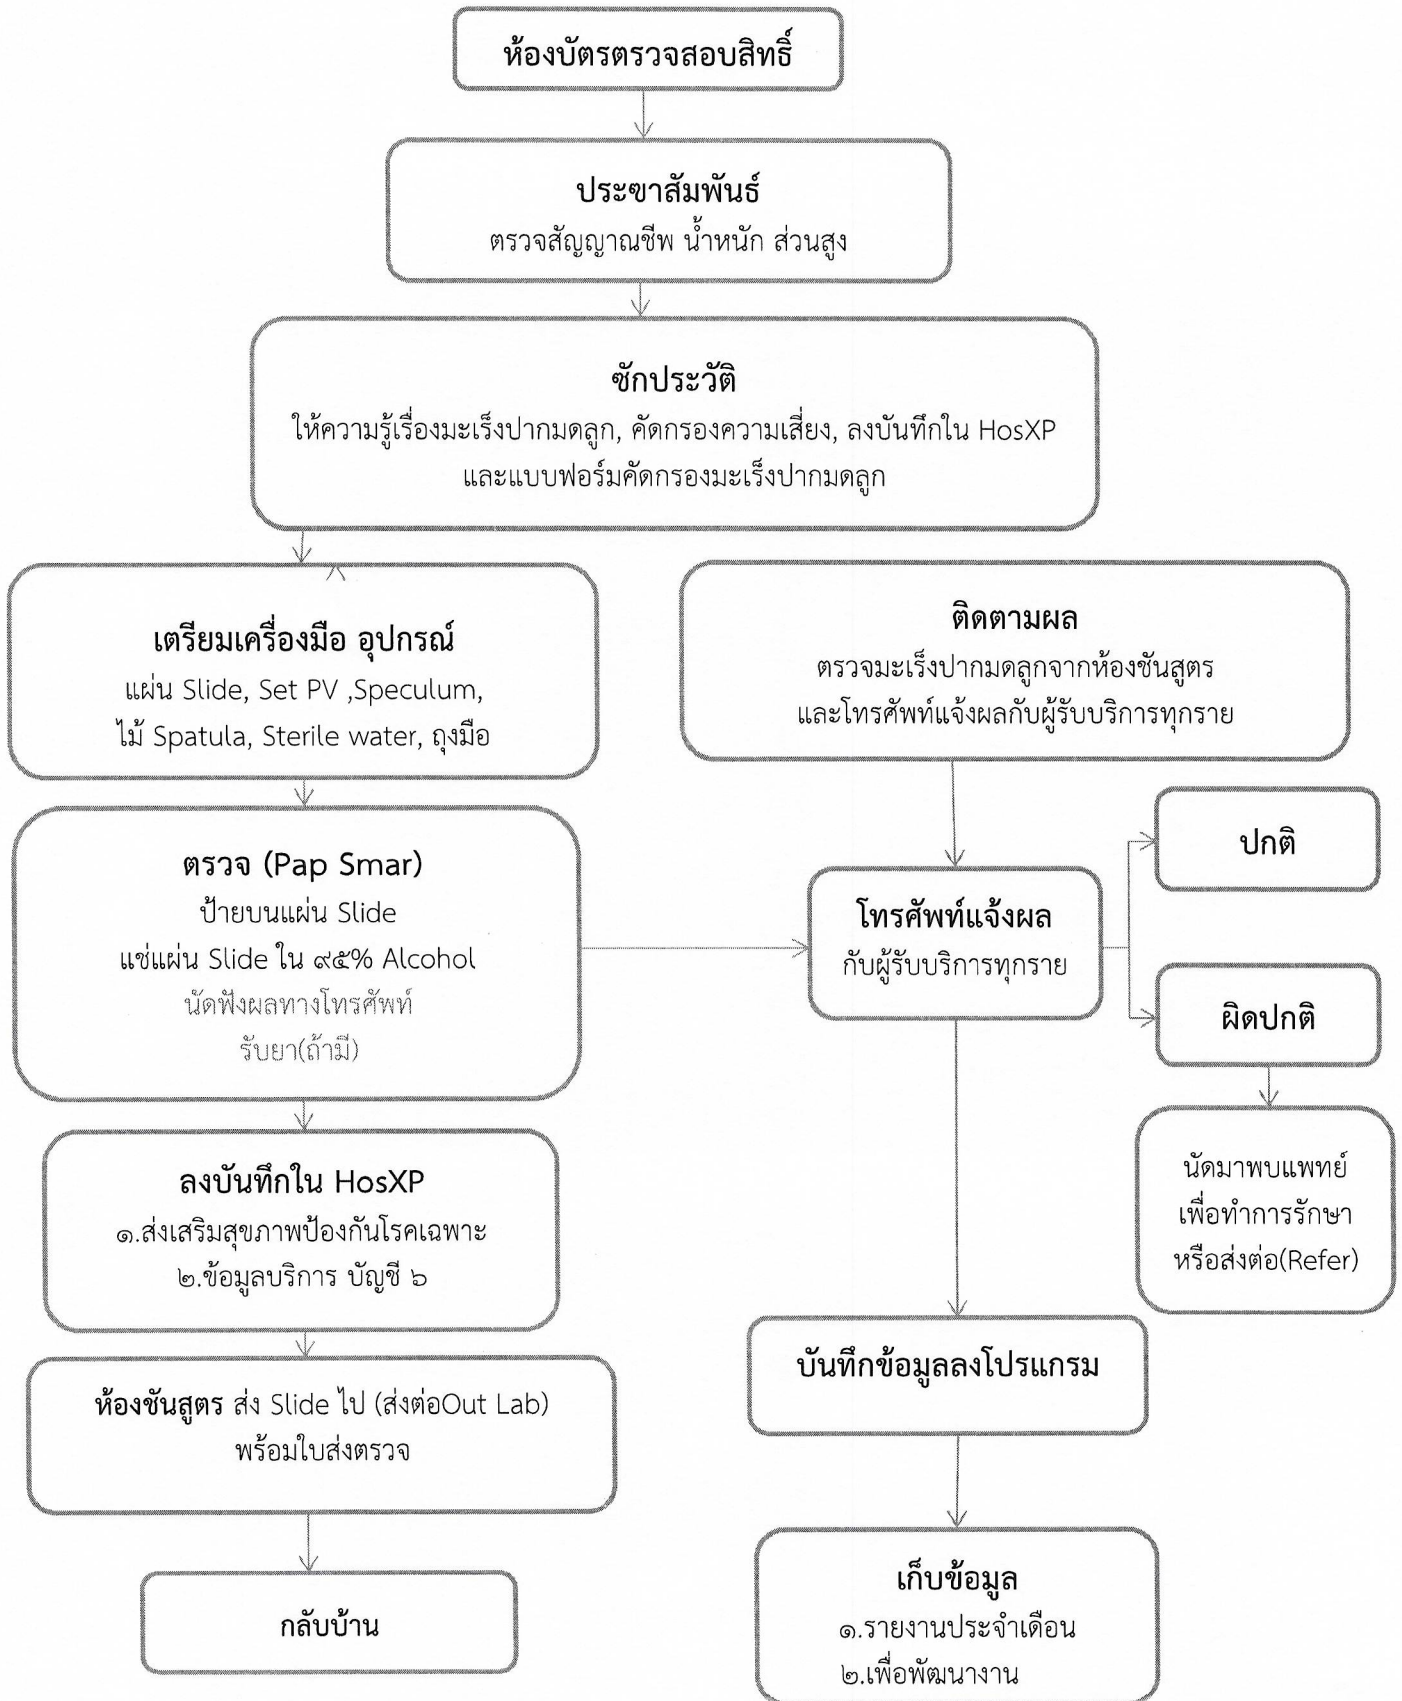 ห้องบัตรตรวจสอบสิทธิ์
ประฃาสัมพันธ์
ตรวจสัญญาณชีพ น้ำหนัก ส่วนสูง
ซักประวัติ
ให้ความรู้เรื่องมะเร็งปากมดลูก, คัดกรองความเสี่ยง, ลงบันทึกใน HosXP
และแบบฟอร์มคัดกรองมะเร็งปากมดลูก
เตรียมเครื่องมือ อุปกรณ์
แผ่น Slide, Set PV ,Speculum,
ไม้ Spatula, Sterile water, ถุงมือ
ตรวจ (Pap Smar)
ป้ายบนแผ่น Slide
แช่แผ่น Slide ใน ๙๕% Alcohol
นัดฟังผลทางโทรศัพท์
รับยา(ถ้ามี)
ลงบันทึกใน HosXP
๑.ส่งเสริมสุขภาพป้องกันโรคเฉพาะ
๒.ข้อมูลบริการ บัญชี ๖
ห้องชันสูตร ส่ง Slide ไป (ส่งต่อOut Lab)
พร้อมใบส่งตรวจ
กลับบ้าน
ติดตามผล
ตรวจมะเร็งปากมดลูกจากห้องชันสูตร
และโทรศัพท์แจ้งผลกับผู้รับบริการทุกราย
โทรศัพท์แจ้งผล
กับผู้รับบริการทุกราย
ปกติ
ผิดปกติ
นัดมาพบแพทย์
เพื่อทำการรักษา
หรือส่งต่อ(Refer)
บันทึกข้อมูลลงโปรแกรม
เก็บข้อมูล
๑.รายงานประจำเดือน
๒.เพื่อพัฒนางาน